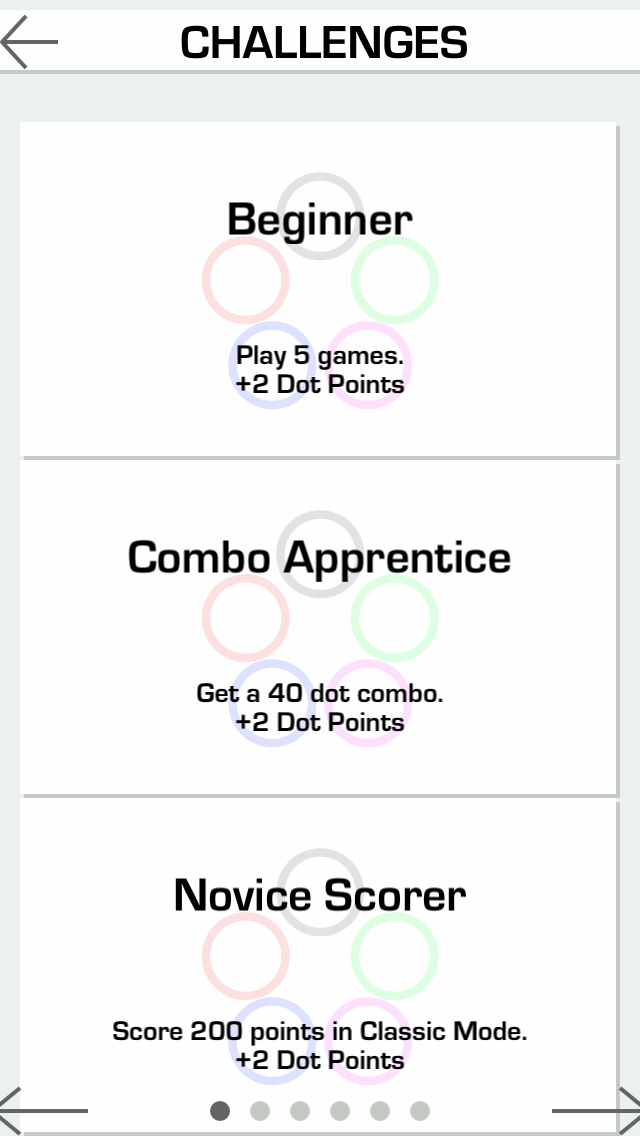 CHALLENGES
Beginner
Play 5 games.
+2 Dot Points
Combo Apprentice
Get a 40 dot combo.
+2 Dot Points
Novice Scorer
Score 200 points in Classic Mode.
+2 Dot Points